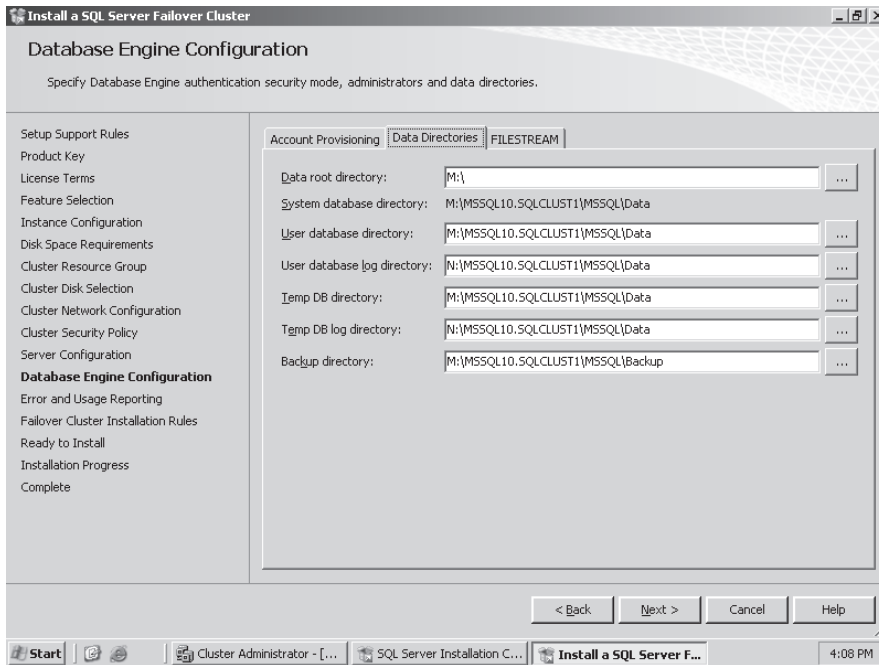 Install a SQL Server Failover Cluster
Database Engine Configuration
Specify Database Engine authentication security mode, administrators and data directories.
Setup Support Rules
Product Key
License Terms
Feature Selection
Instance Configuration
Disk Space Requirements
Cluster Resource Group
Cluster Disk Selection
Cluster Network Configuration
Cluster Security Policy
Server Configuration
Database Engine Configuration
Error and Usage Reporting
Failover Cluster Installation Rules
Ready to Install
Installation Progress
Complete
Account Provisioning Data Directories FILESTREAM
Data root directory: M:\ ...
System database directory: M:\MSSQL10.SQLCLUST1\MSSQL\Data
User database directory: M:\MSSQL10.SQLCLUST1\MSSQL\Data ...
User database log directory: N:\MSSQL10.SQLCLUST1\MSSQL\Data ...
Temp DB directory: M:\MSSQL10.SQLCLUST1\MSSQL\Data ...
Temp DB log directory: N:\MSSQL10.SQLCLUST1\MSSQL\Data ...
Backup directory: M:\MSSQL10.SQLCLUST1\MSSQL\Backup ...
< Back Next > Cancel Help
Start Cluster Administrator - [... SQL Server Installation C... Install a SQL Server F... 4:08 PM